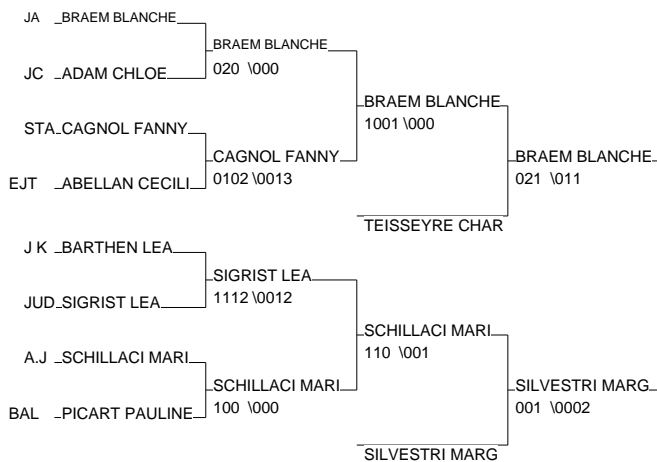 JA BRAEM BLANCHE
BRAEM BLANCHE
020 \000
JC ADAM CHLOE
BRAEM BLANCHE
1001 \000
STA CAGNOL FANNY
CAGNOL FANNY
0102 \0013
BRAEM BLANCHE
021 \011
EJT ABELLAN CECILI
TEISSEYRE CHAR
J K BARTHEN LEA
SIGRIST LEA
1112 \0012
JUD SIGRIST LEA
SCHILLACI MARI
110 \001
A.J SCHILLACI MARI
SCHILLACI MARI
100 \000
SILVESTRI MARG
001 \0002
BAL PICART PAULINE
SILVESTRI MARG